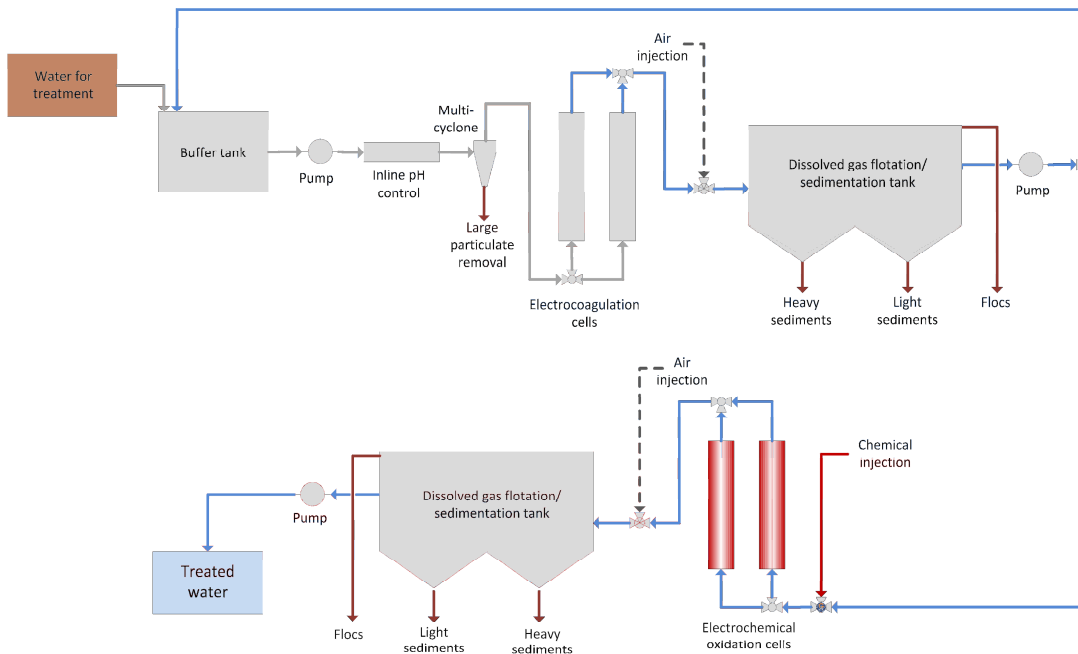 Air
injection
Water for
treatment
Multi-
cyclone
Buffer tank
Pump
Inline pH
control
Large
particulate
removal
Electrocoagulation
cells
Dissolved gas flotation/
sedimentation tank
Pump
Heavy
sediments
Light
sediments
Flocs
Air
injection
Chemical
injection
Dissolved gas flotation/
sedimentation tank
Pump
Treated
water
Flocs
Light
sediments
Heavy
sediments
Electrochemical
oxidation cells